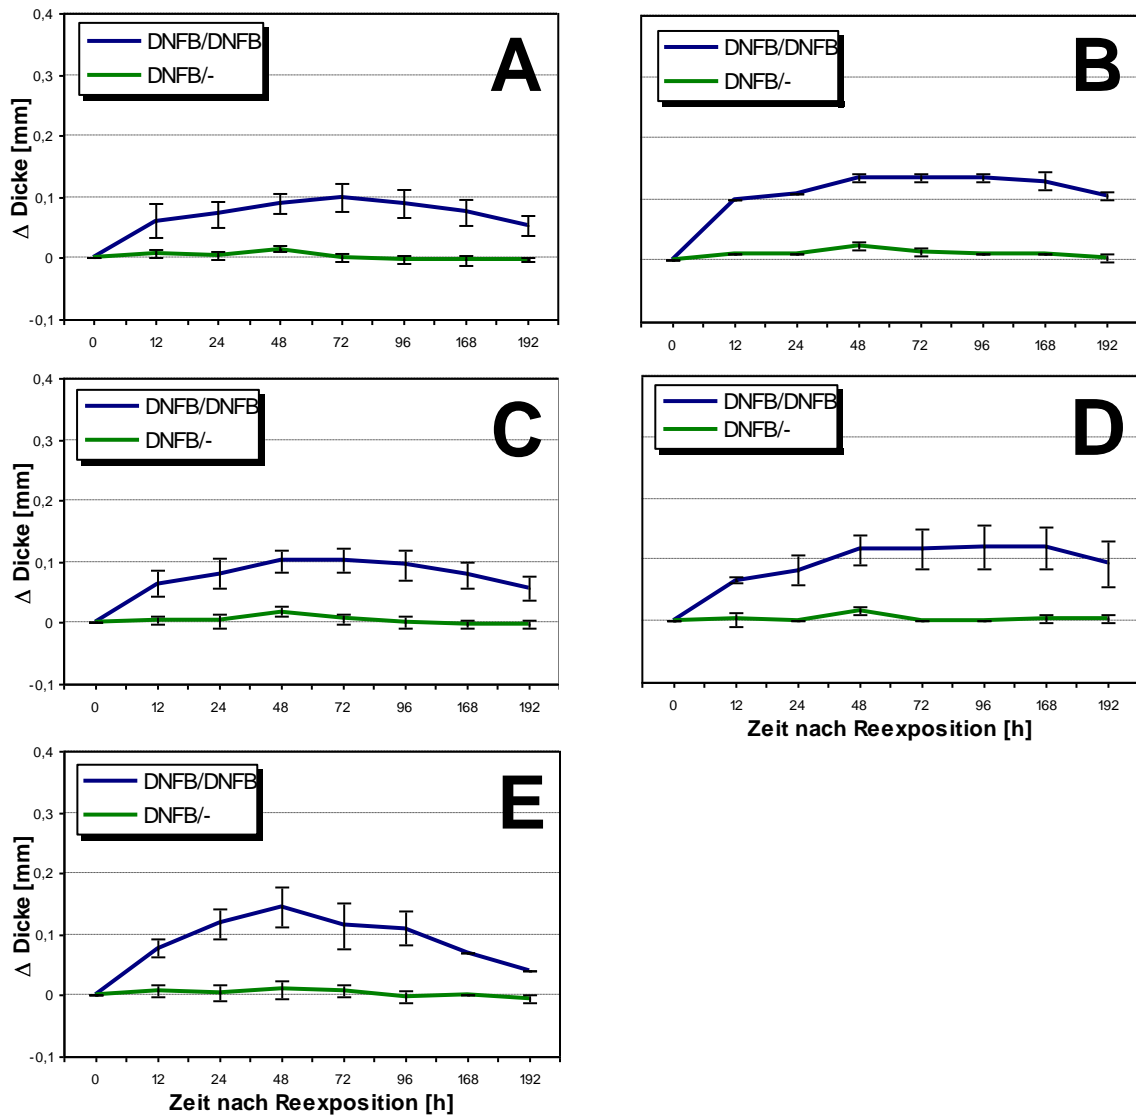 0,4
DNFB/DNFB
DNFB/-
A
0,3
0,2
0,1
0
-0,1
Δ Dicke [mm]
0 12 24 48 72 96 168 192
DNFB/DNFB
DNFB/-
B
0 12 24 48 72 96 168 192
0,4
DNFB/DNFB
DNFB/-
C
0,3
0,2
0,1
0
-0,1
Δ Dicke [mm]
0 12 24 48 72 96 168 192
DNFB/DNFB
DNFB/-
D
0 12 24 48 72 96 168 192
Zeit nach Reexposition [h]
0,4
DNFB/DNFB
DNFB/-
E
0,3
0,2
0,1
0
-0,1
Δ Dicke [mm]
0 12 24 48 72 96 168 192
Zeit nach Reexposition [h]